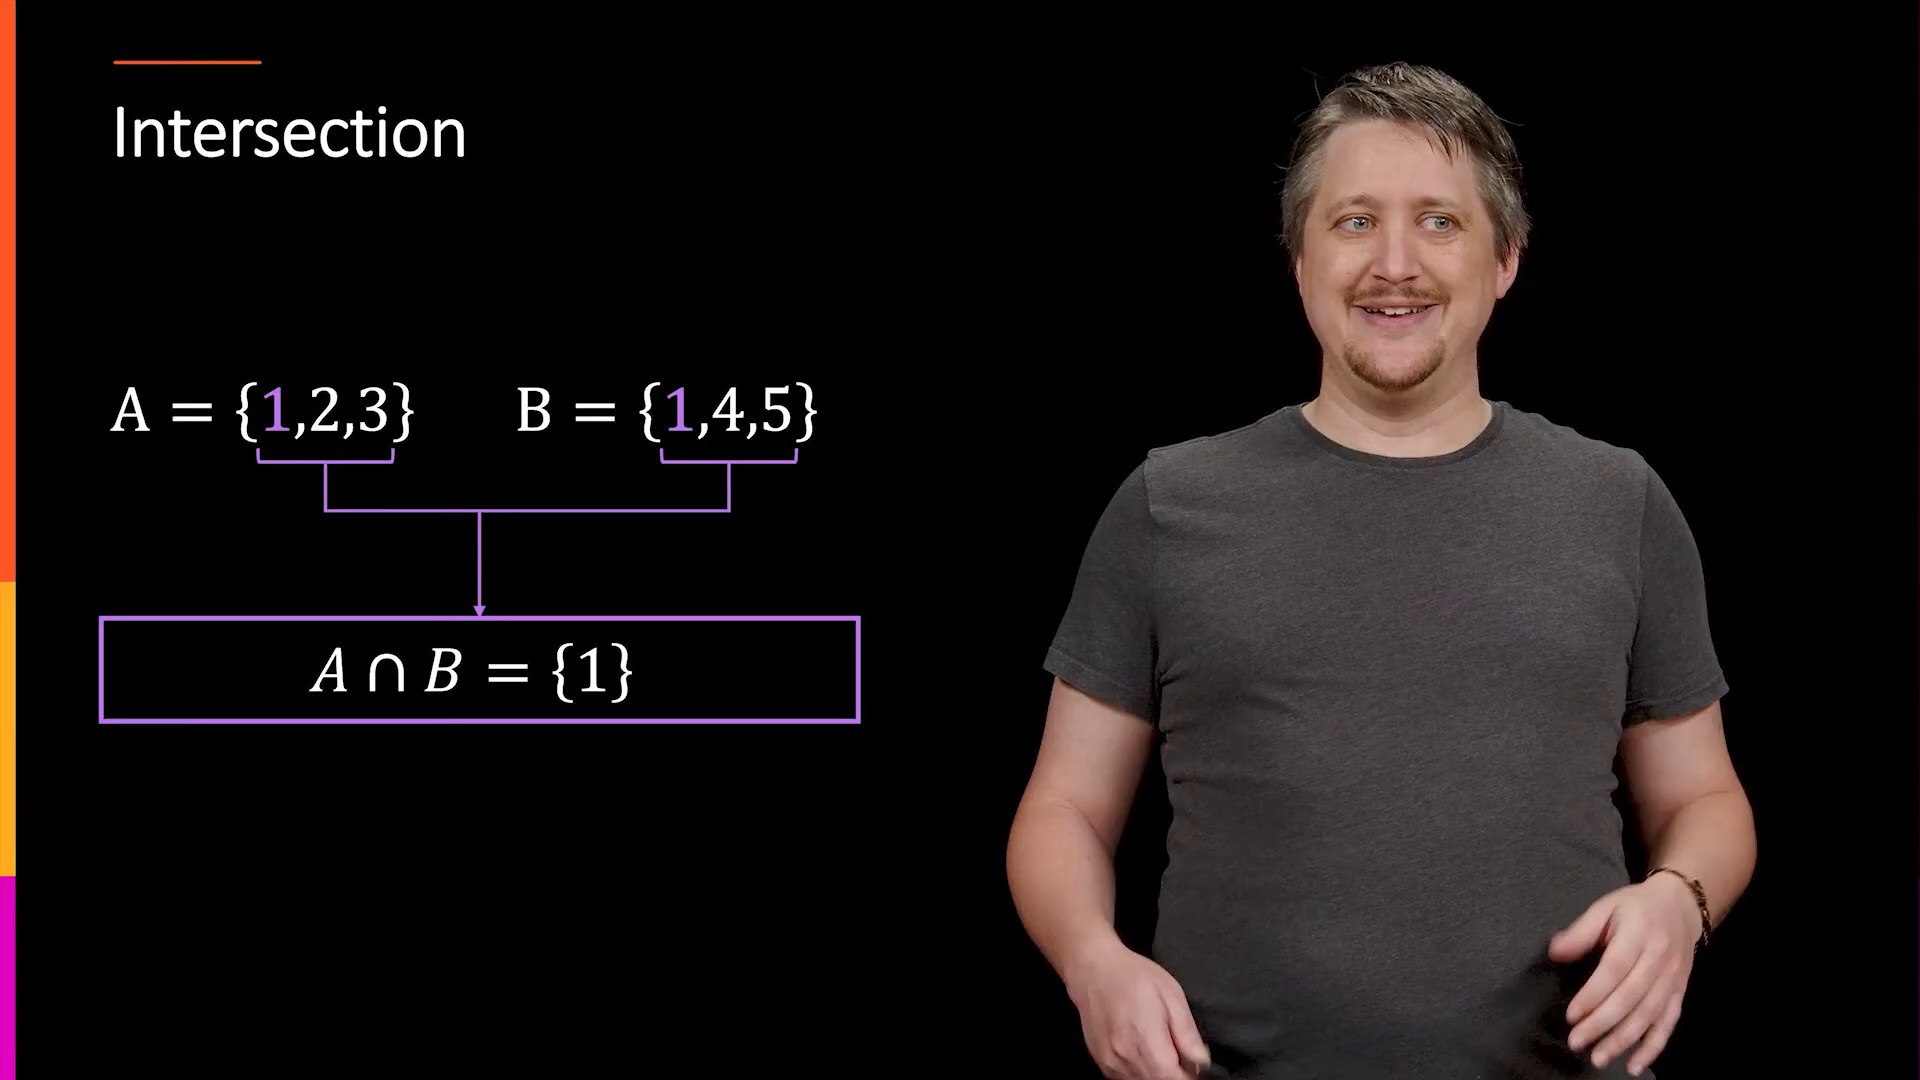 Intersection
A = {1,2,3} B = {1,4,5}
A ∩ B = {1}